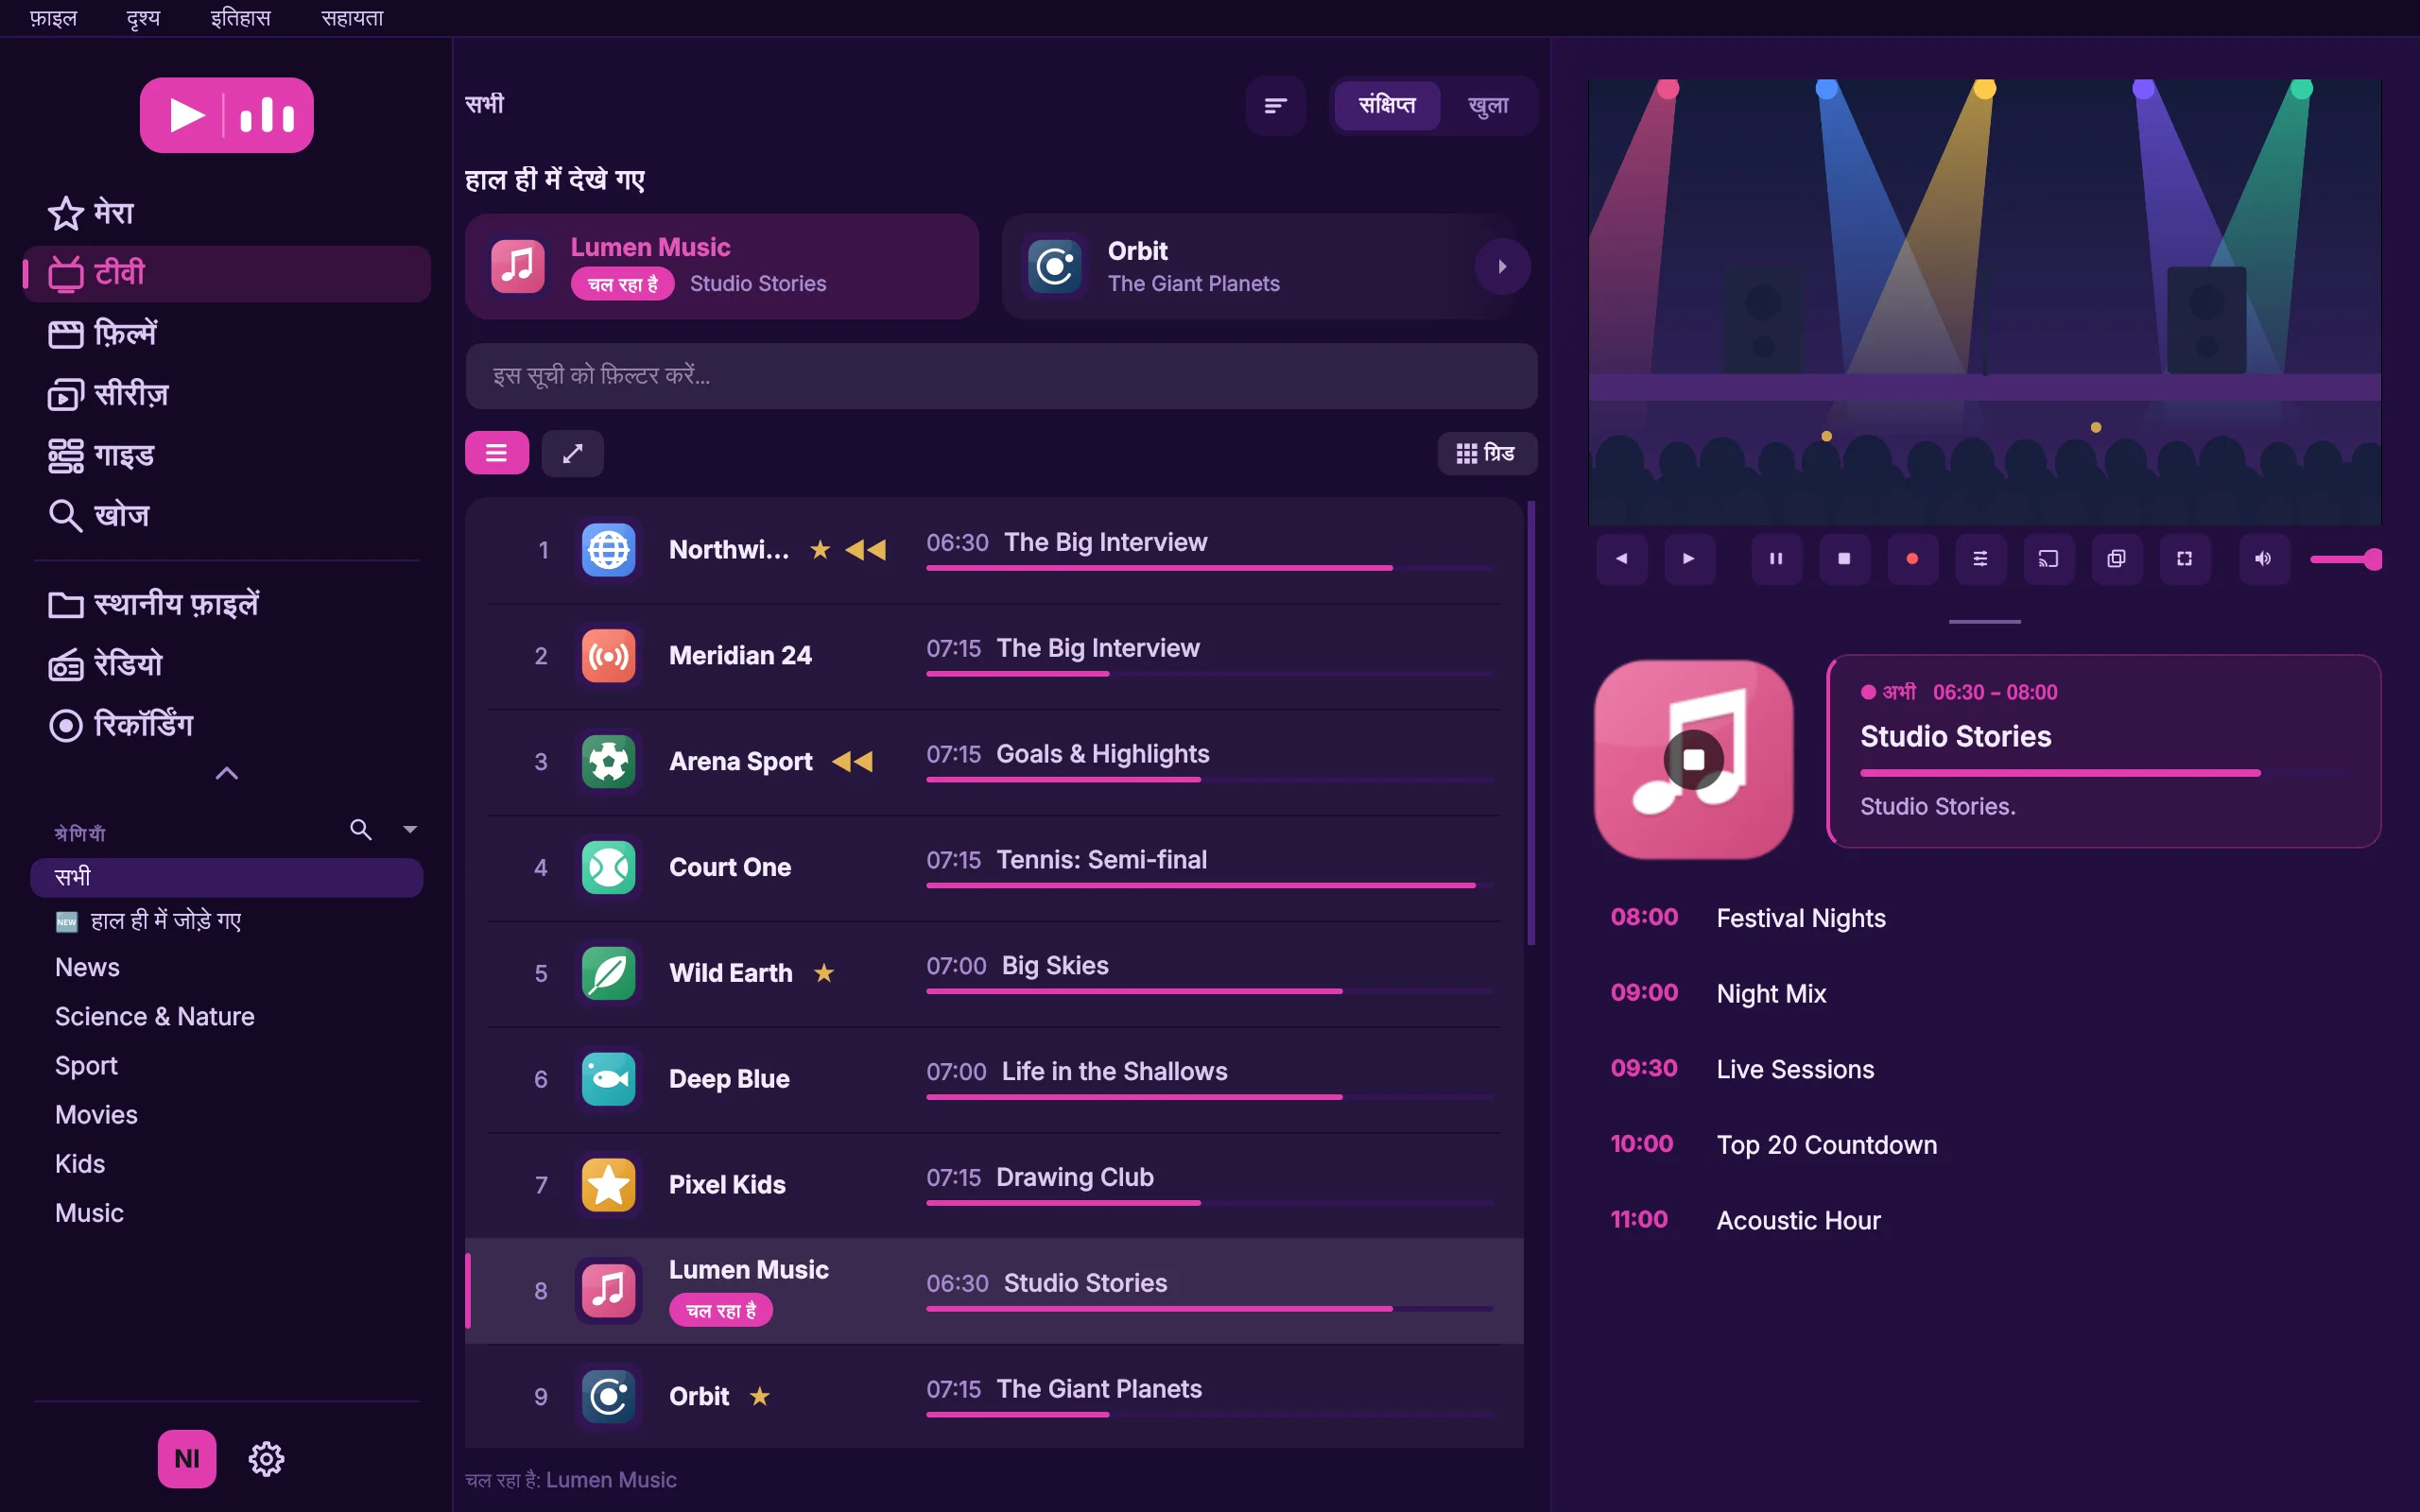 फ़ाइल दृश्य इतिहास सहायता
मेरा
टीवी
फ़िल्में
सीरीज़
गाइड
खोज
स्थानीय फ़ाइलें
रेडियो
रिकॉर्डिंग
श्रेणियाँ
सभी
NEW हाल ही में जोड़े गए
News
Science & Nature
Sport
Movies
Kids
Music
NI
सभी
संक्षिप्त खुला
हाल ही में देखे गए
Lumen Music
चल रहा है Studio Stories
Orbit
The Giant Planets
इस सूची को फ़िल्टर करें...
ग्रिड
1 Northwi... 06:30 The Big Interview
2 Meridian 24 07:15 The Big Interview
3 Arena Sport 07:15 Goals & Highlights
4 Court One 07:15 Tennis: Semi-final
5 Wild Earth 07:00 Big Skies
6 Deep Blue 07:00 Life in the Shallows
7 Pixel Kids 07:15 Drawing Club
8 Lumen Music 06:30 Studio Stories
चल रहा है
9 Orbit 07:15 The Giant Planets
चल रहा है: Lumen Music
अभी 06:30 – 08:00
Studio Stories
Studio Stories.
08:00 Festival Nights
09:00 Night Mix
09:30 Live Sessions
10:00 Top 20 Countdown
11:00 Acoustic Hour